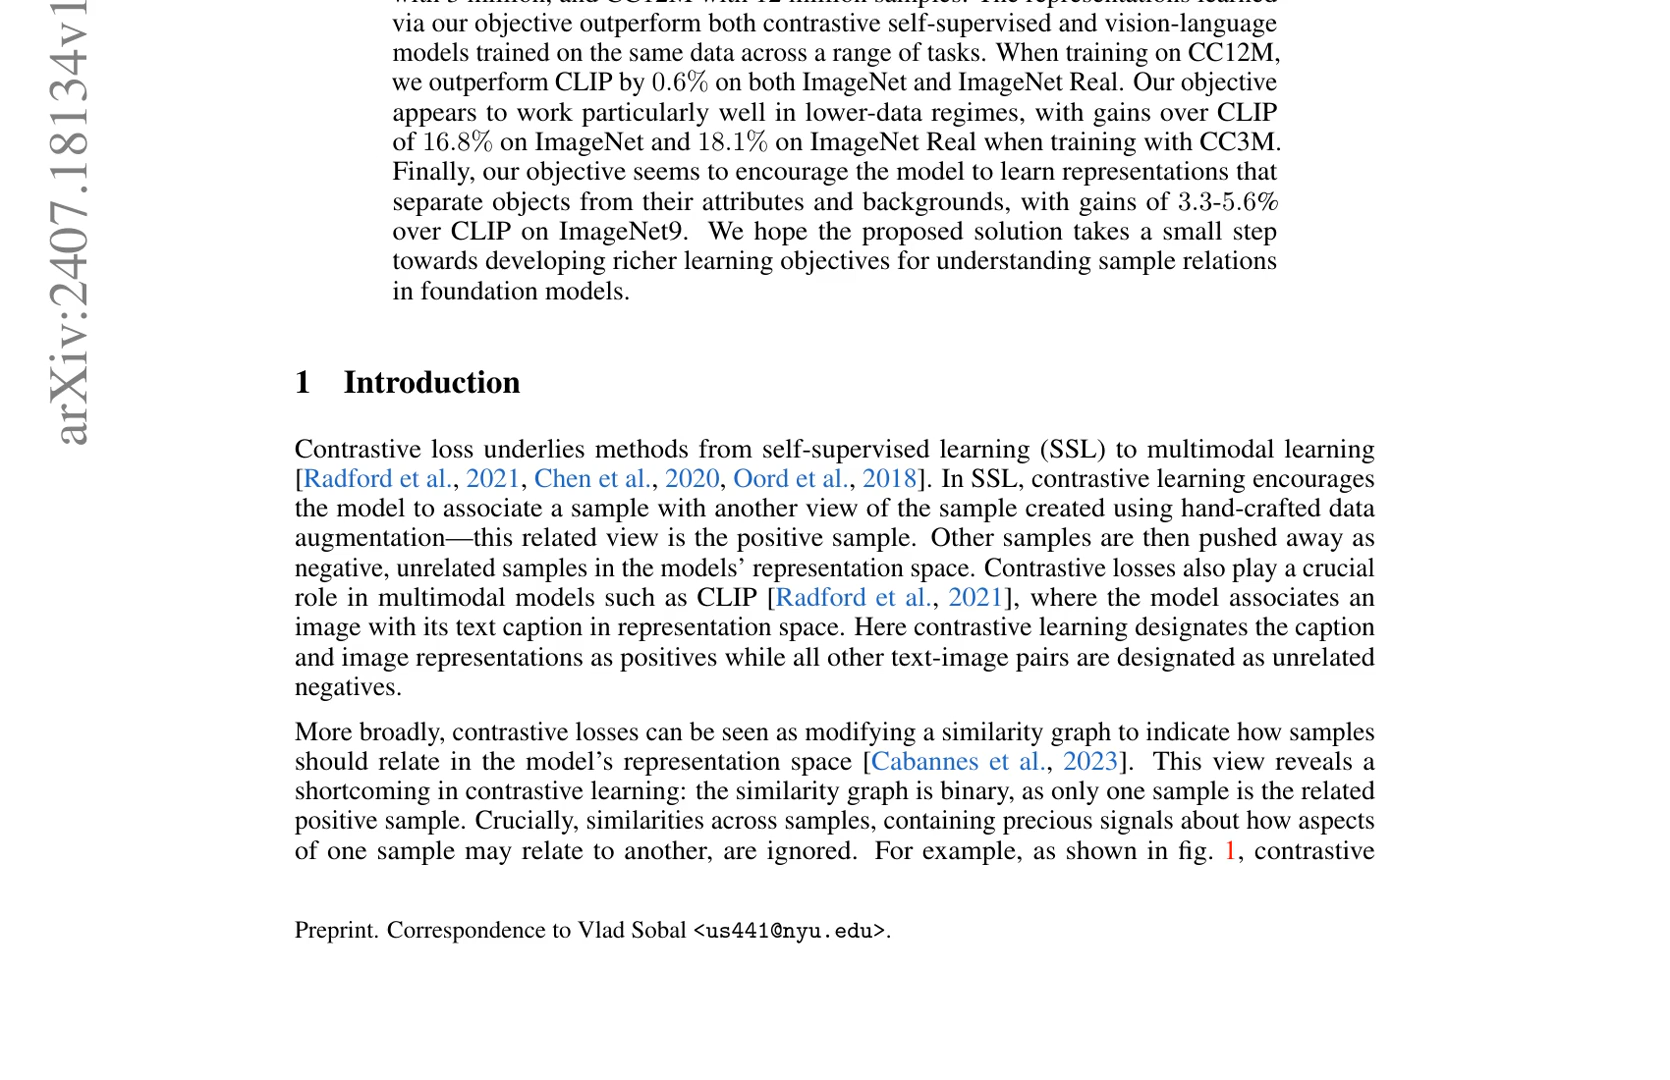 via our objective outperform both contrastive self-supervised and vision-language
models trained on the same data across a range of tasks. When training on CC12M,
we outperform CLIP by 0.6% on both ImageNet and ImageNet Real. Our objective
appears to work particularly well in lower-data regimes, with gains over CLIP
of 16.8% on ImageNet and 18.1% on ImageNet Real when training with CC3M.
Finally, our objective seems to encourage the model to learn representations that
separate objects from their attributes and backgrounds, with gains of 3.3-5.6%
over CLIP on ImageNet9. We hope the proposed solution takes a small step
towards developing richer learning objectives for understanding sample relations
in foundation models.
arXiv:2407.18134v1
1 Introduction
Contrastive loss underlies methods from self-supervised learning (SSL) to multimodal learning
[Radford et al., 2021, Chen et al., 2020, Oord et al., 2018]. In SSL, contrastive learning encourages
the model to associate a sample with another view of the sample created using hand-crafted data
augmentation—this related view is the positive sample. Other samples are then pushed away as
negative, unrelated samples in the models' representation space. Contrastive losses also play a crucial
role in multimodal models such as CLIP [Radford et al., 2021], where the model associates an
image with its text caption in representation space. Here contrastive learning designates the caption
and image representations as positives while all other text-image pairs are designated as unrelated
negatives.
More broadly, contrastive losses can be seen as modifying a similarity graph to indicate how samples
should relate in the model's representation space [Cabannes et al., 2023]. This view reveals a
shortcoming in contrastive learning: the similarity graph is binary, as only one sample is the related
positive sample. Crucially, similarities across samples, containing precious signals about how aspects
of one sample may relate to another, are ignored. For example, as shown in fig. 1, contrastive
Preprint. Correspondence to Vlad Sobal <us441@nyu.edu>.